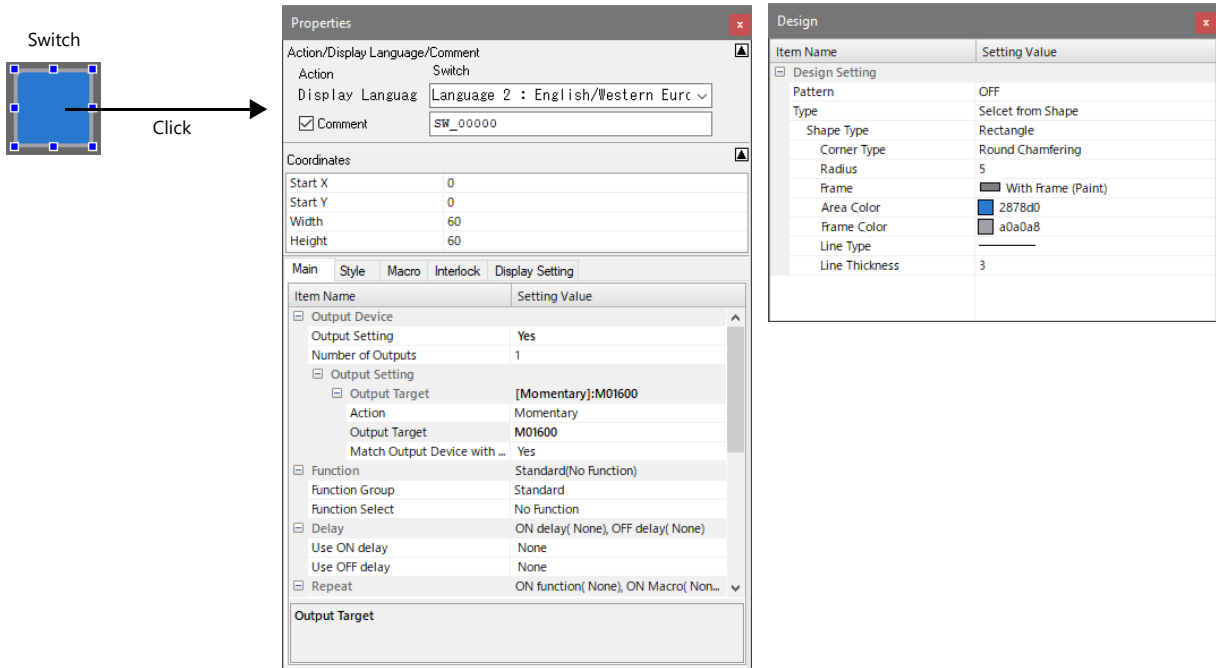 Switch
Click
Properties
x
Action/Display Language/Comment
Action Switch
Display Languag Language 2 : English/Western Eurc
Comment SW_00000
Coordinates
Start X 0
Start Y 0
Width 60
Height 60
Main Style Macro Interlock Display Setting
Item Name Setting Value
Output Device
Output Setting Yes
Number of Outputs 1
Output Setting
Output Target [Momentary]:M01600
Action Momentary
Output Target M01600
Match Output Device with ... Yes
Function Standard(No Function)
Function Group Standard
Function Select No Function
Delay ON delay( None), OFF delay( None)
Use ON delay None
Use OFF delay None
Repeat ON function( None), ON Macro( Non...
Output Target
Design
x
Item Name Setting Value
Design Setting
Pattern OFF
Type Selcet from Shape
Shape Type Rectangle
Corner Type Round Chamfering
Radius 5
Frame With Frame (Paint)
Area Color 2878d0
Frame Color a0a0a8
Line Type
Line Thickness 3